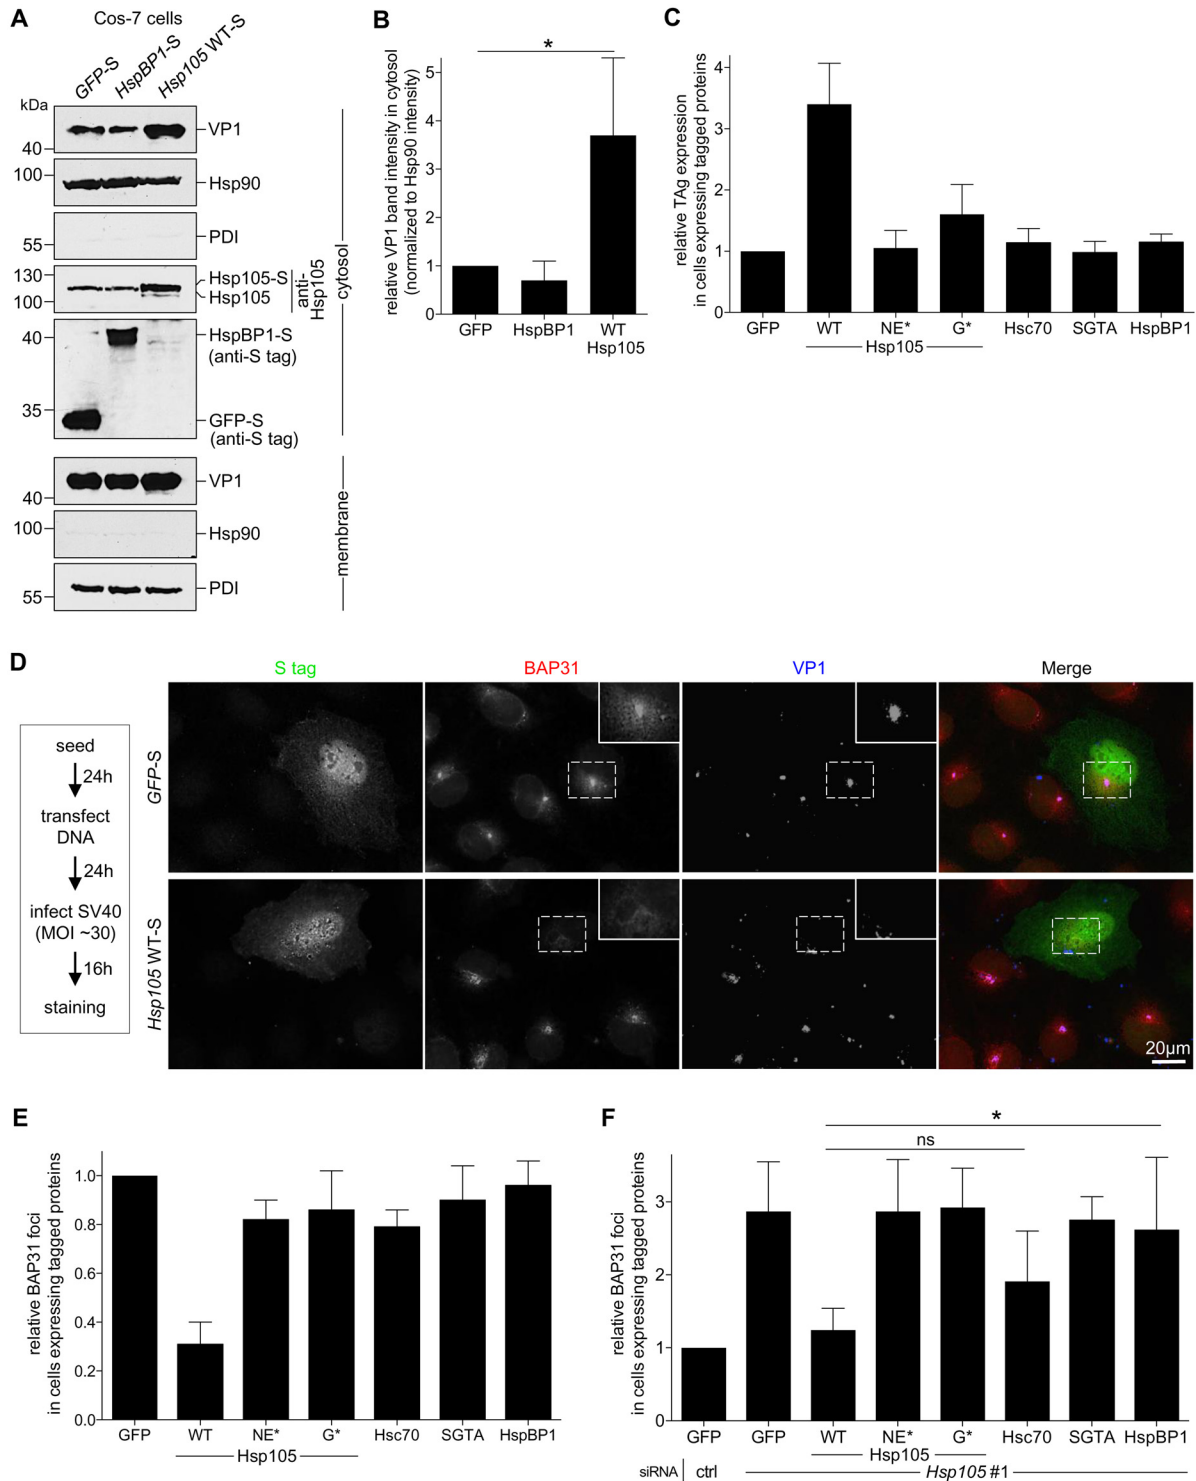 A
Cos-7 cells
GFP-S
HspBP1-S
Hsp105 WT-S
kDa
40
VP1
100
Hsp90
55
PDI
130
100
Hsp105-S
Hsp105
anti-
Hsp105
40
HspBP1-S
(anti-S tag)
35
GFP-S
(anti-S tag)
cytosol
40
VP1
100
Hsp90
55
PDI
membrane
B
relative VP1 band intensity in cytosol
(normalized to Hsp90 intensity)
5
4
3
2
1
0
*
GFP
HspBP1
WT
Hsp105
C
relative TAg expression
in cells expressing tagged proteins
4
3
2
1
0
GFP
WT
NE*
G*
Hsc70
SGTA
HspBP1
Hsp105
D
seed
24h
transfect
DNA
24h
infect SV40
(MOI ~30)
16h
staining
S tag
BAP31
VP1
Merge
GFP-S
Hsp105 WT-S
20µm
E
relative BAP31 foci
in cells expressing tagged proteins
1.0
0.8
0.6
0.4
0.2
0.0
GFP
WT
NE*
G*
Hsc70
SGTA
HspBP1
Hsp105
F
relative BAP31 foci
in cells expressing tagged proteins
3
2
1
0
*
ns
GFP
GFP
WT
NE*
G*
Hsc70
SGTA
HspBP1
Hsp105
siRNA
ctrl
Hsp105 #1